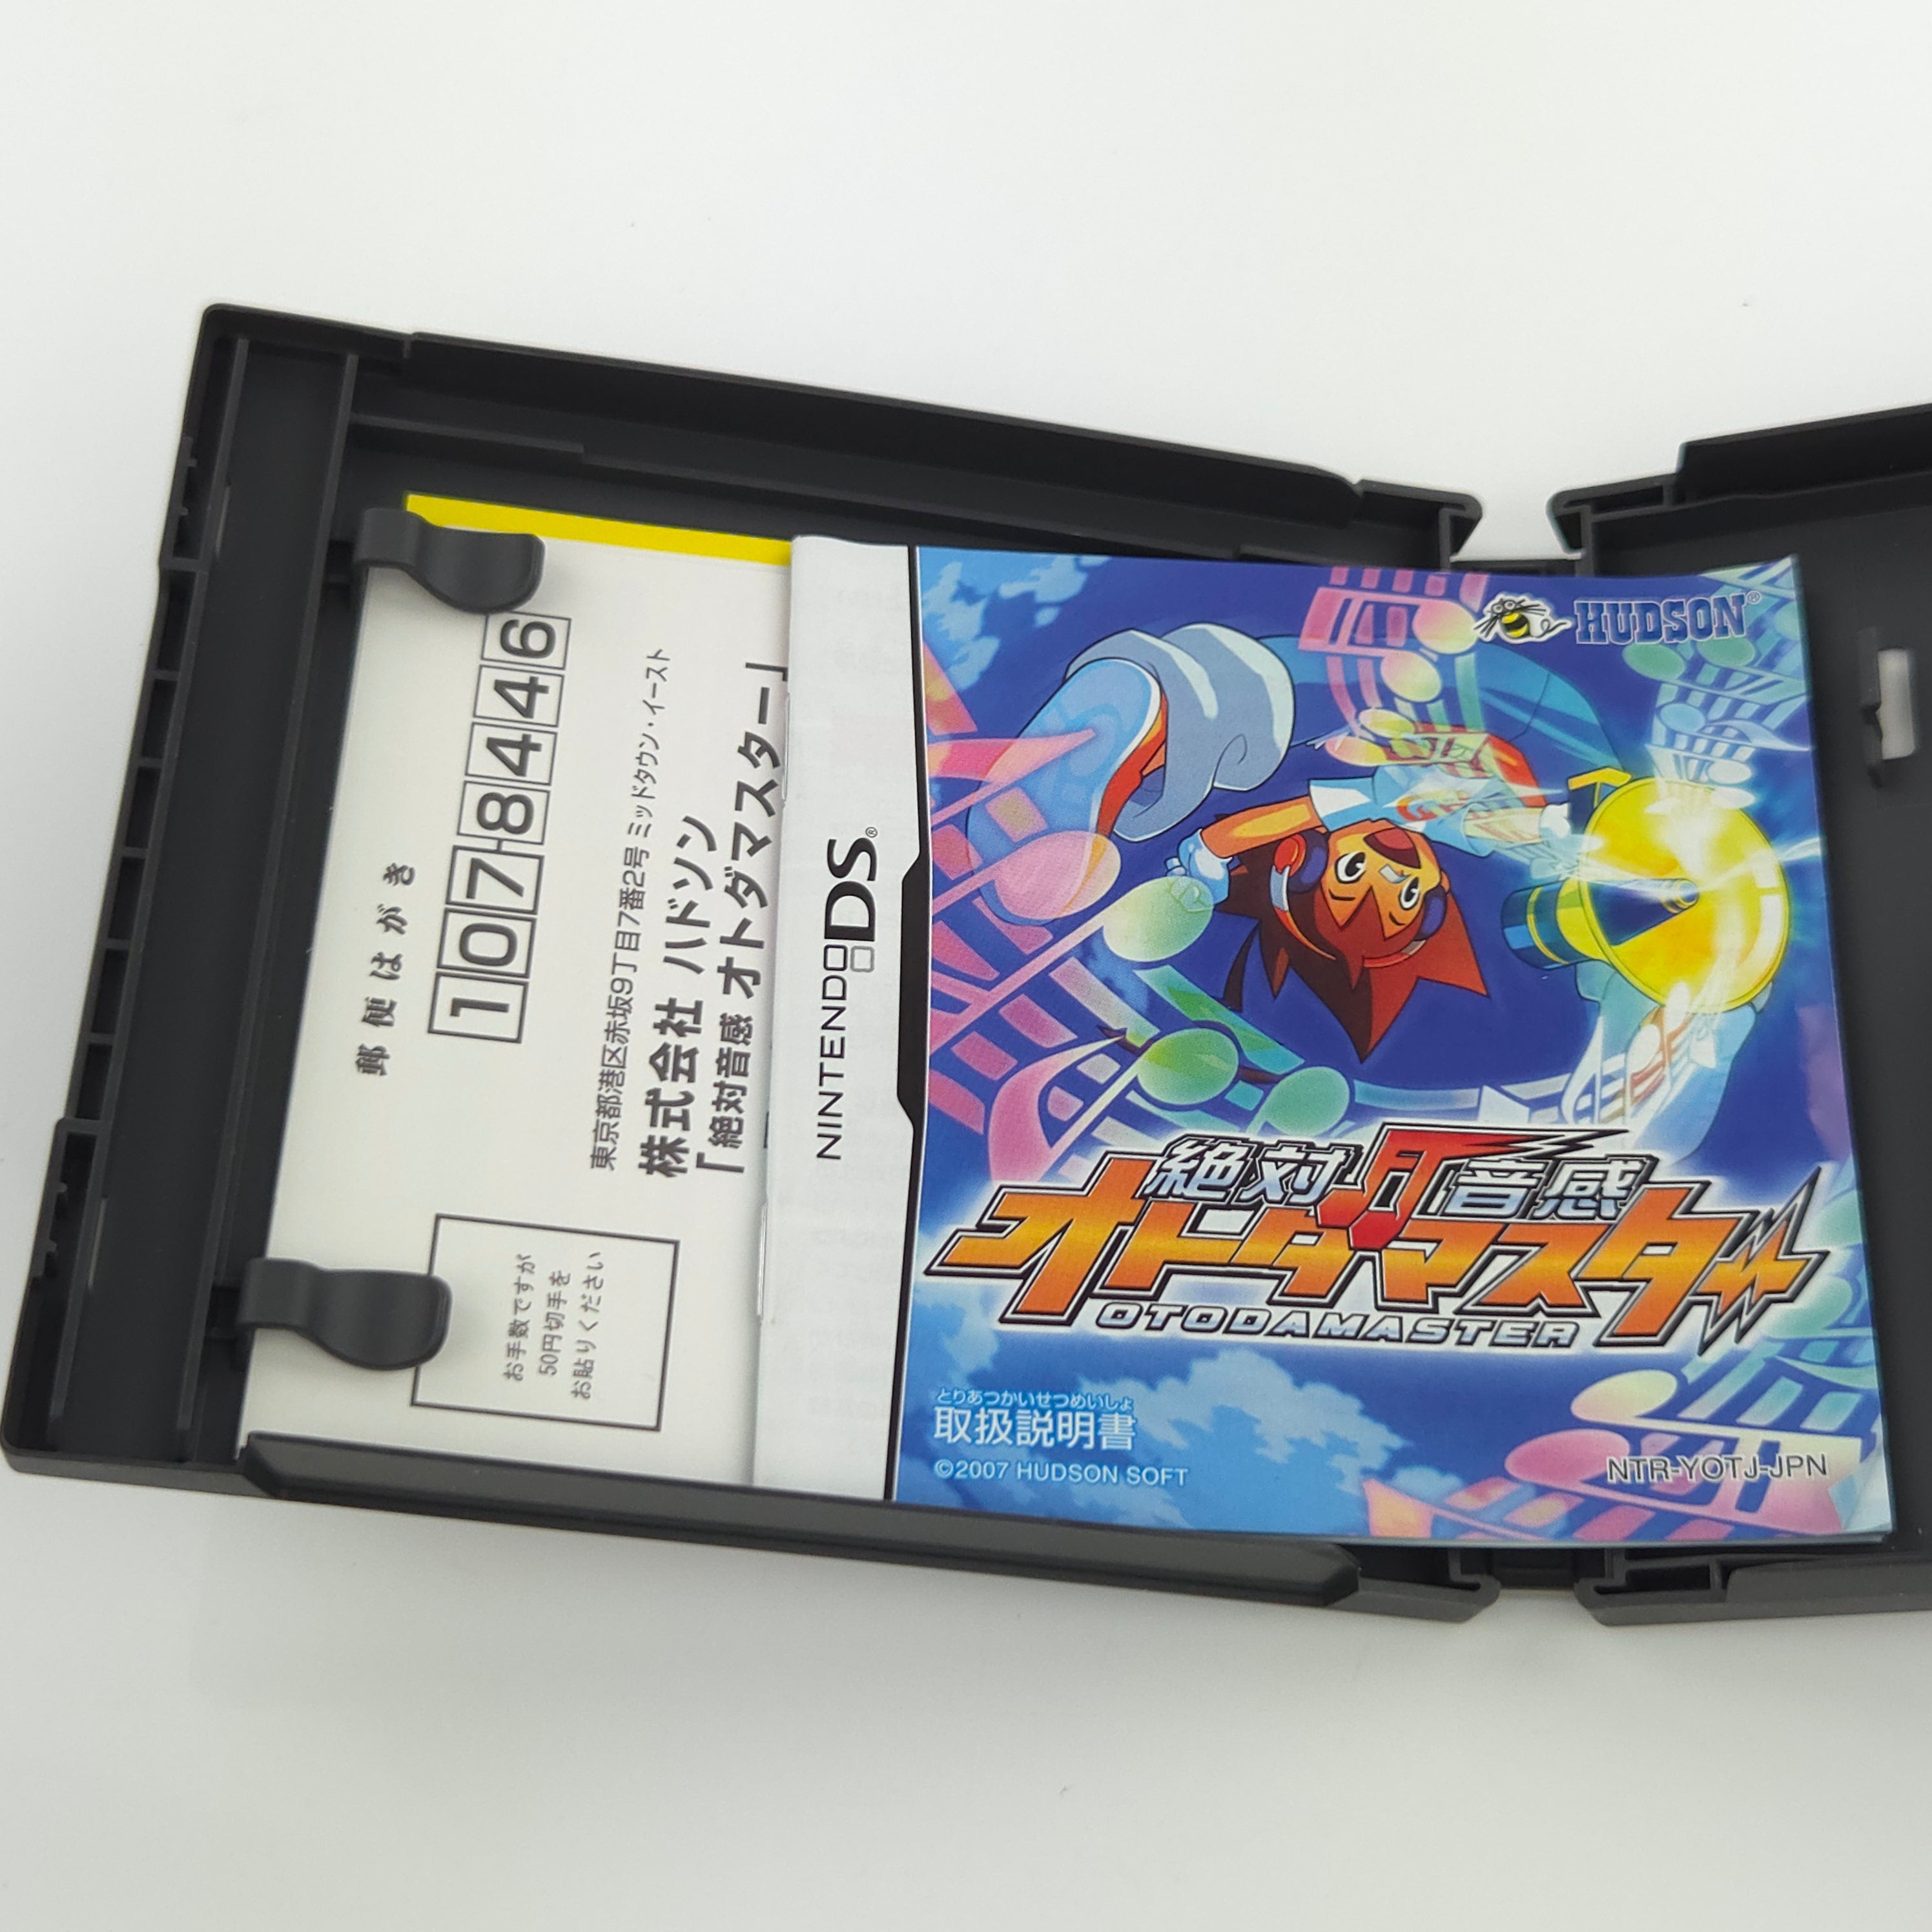 郵便はがき
107-8446
東京都港区赤坂9丁目7番2号 ミッドタウン・イースト
株式会社 ハドソン
「絶対音感 オトダマスター」
お手数ですが
50円切手を
お貼りください
NINTENDO DS®
HUDSON®
絶対音感
オトダマスター
OTODAMASTER
とりあつかいせつめいしょ
取扱説明書
©2007 HUDSON SOFT
NTR-YOTJ-JPN